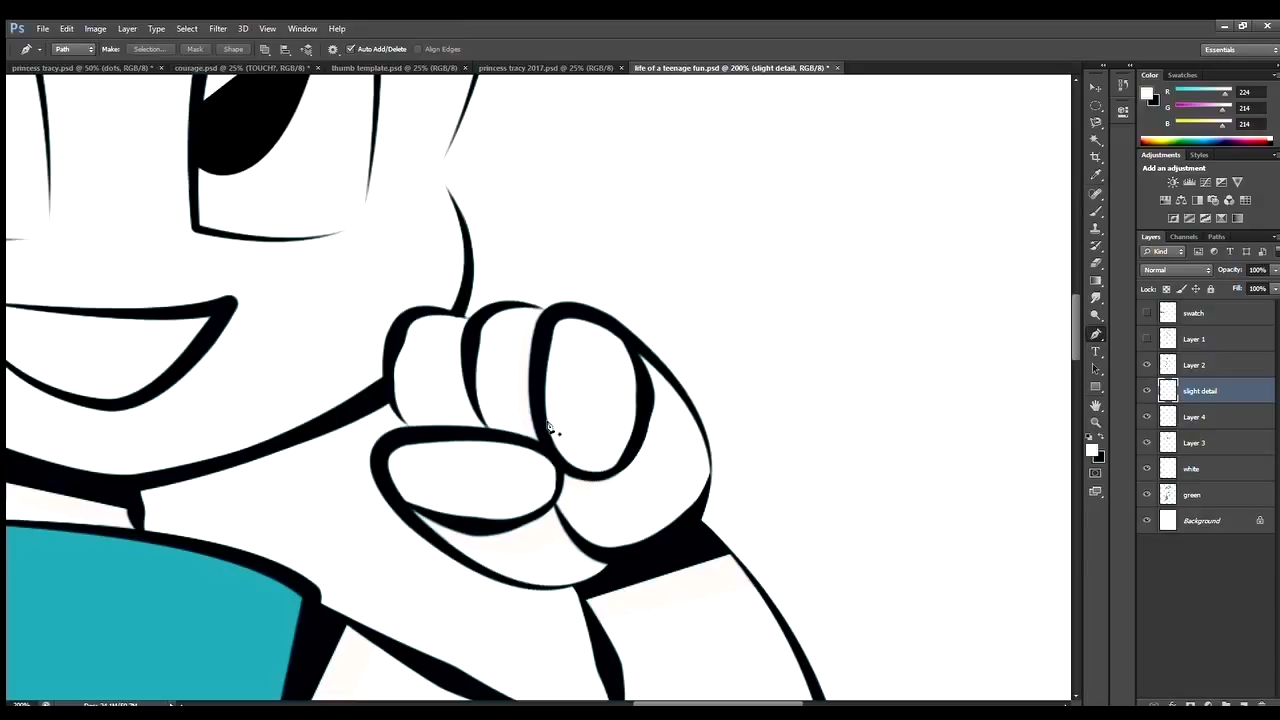 Ps File Edit Image Layer Type Select Filter 3D View Window Help
Path Make: Selection... Mask Shape Auto Add/Delete Align Edges Essentials
princess tracy.psd @ 50% (dots, RGB/8) * × courage.psd @ 25% (TOUCH!, RGB/8) * × thumb template.psd @ 25% (RGB/8) × princess tracy 2017.psd @ 25% (RGB/8) × life of a teenage fun.psd @ 200% (slight detail, RGB/8) * ×
Color Swatches
R 224
G 214
B 214
Adjustments Styles
Add an adjustment
Layers Channels Paths
Kind
Normal Opacity: 100%
Lock: Fill: 100%
swatch
Layer 1
Layer 2
slight detail
Layer 4
Layer 3
white
green
Background
200%